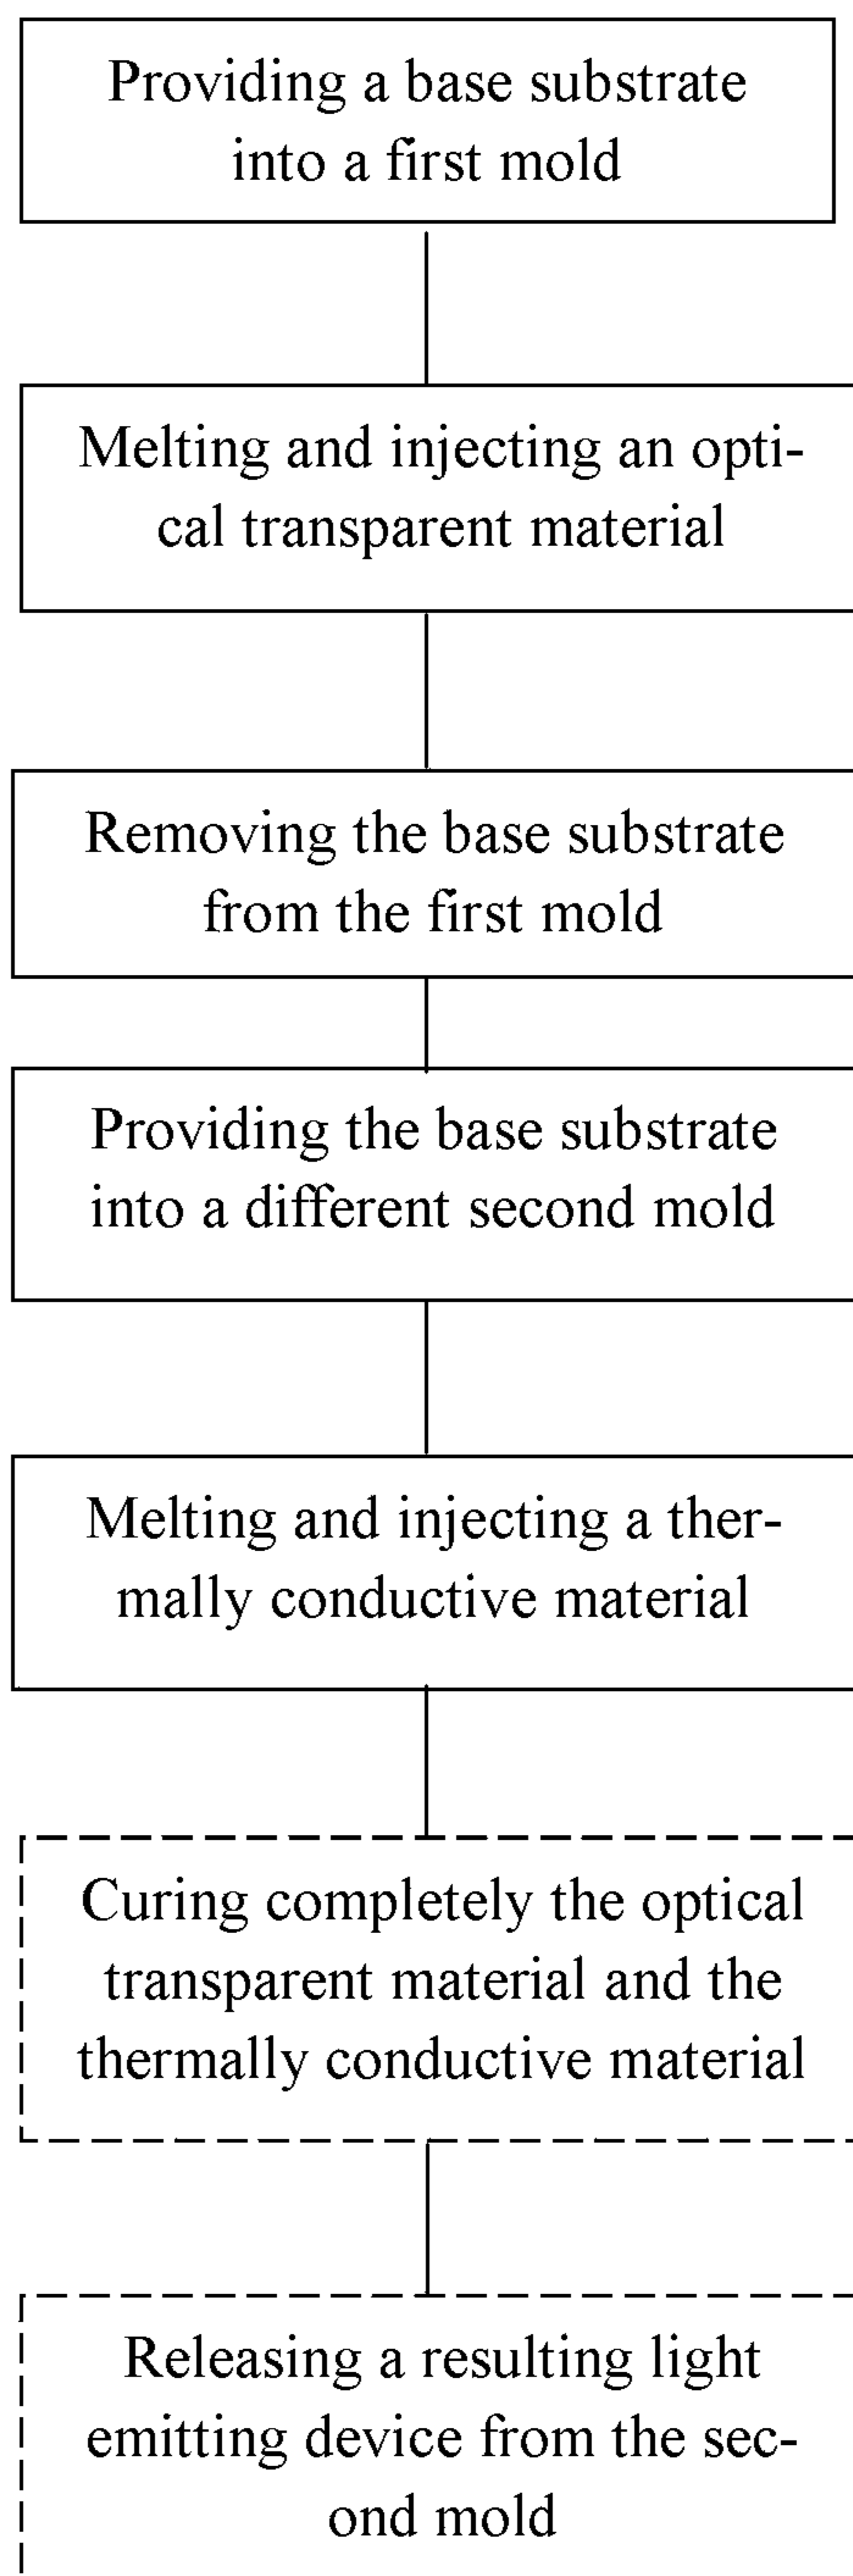 Providing a base substrate
into a first mold
Melting and injecting an opti-
cal transparent material
Removing the base substrate
from the first mold
Providing the base substrate
into a different second mold
Melting and injecting a ther-
mally conductive material
Curing completely the optical
transparent material and the
thermally conductive material
Releasing a resulting light
emitting device from the sec-
ond mold